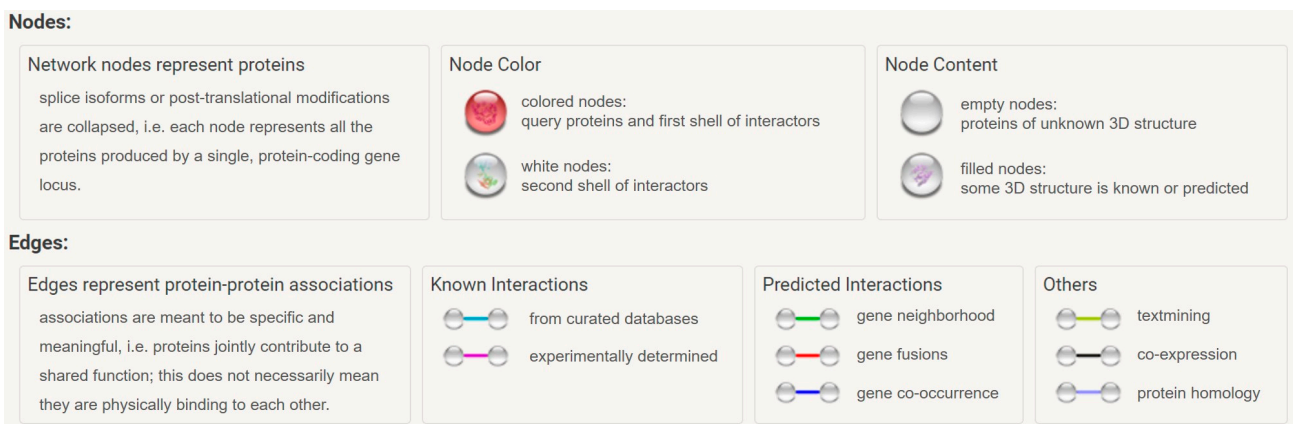 Nodes:
Network nodes represent proteins
splice isoforms or post-translational modifications
are collapsed, i.e. each node represents all the
proteins produced by a single, protein-coding gene
locus.
Node Color
colored nodes:
query proteins and first shell of interactors
white nodes:
second shell of interactors
Node Content
empty nodes:
proteins of unknown 3D structure
filled nodes:
some 3D structure is known or predicted
Edges:
Edges represent protein-protein associations
associations are meant to be specific and
meaningful, i.e. proteins jointly contribute to a
shared function; this does not necessarily mean
they are physically binding to each other.
Known Interactions
from curated databases
experimentally determined
Predicted Interactions
gene neighborhood
gene fusions
gene co-occurrence
Others
textmining
co-expression
protein homology